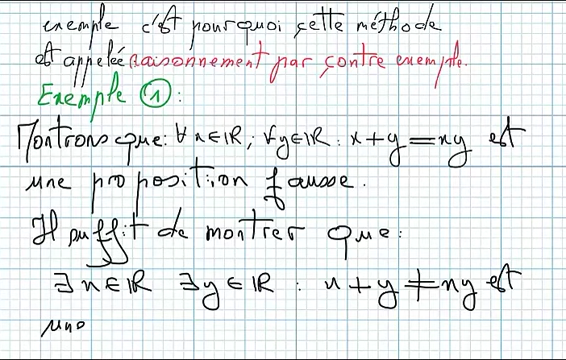 exemple c'est pourquoi cette méthode
est appelée raisonnement par contre exemple.
Exemple ①:
Montrons que: ∀x∈ℝ, ∀y∈ℝ: x+y=xy est
une proposition fausse.
Il suffit de montrer que:
∃x∈ℝ ∃y∈ℝ: x+y≠xy est
une